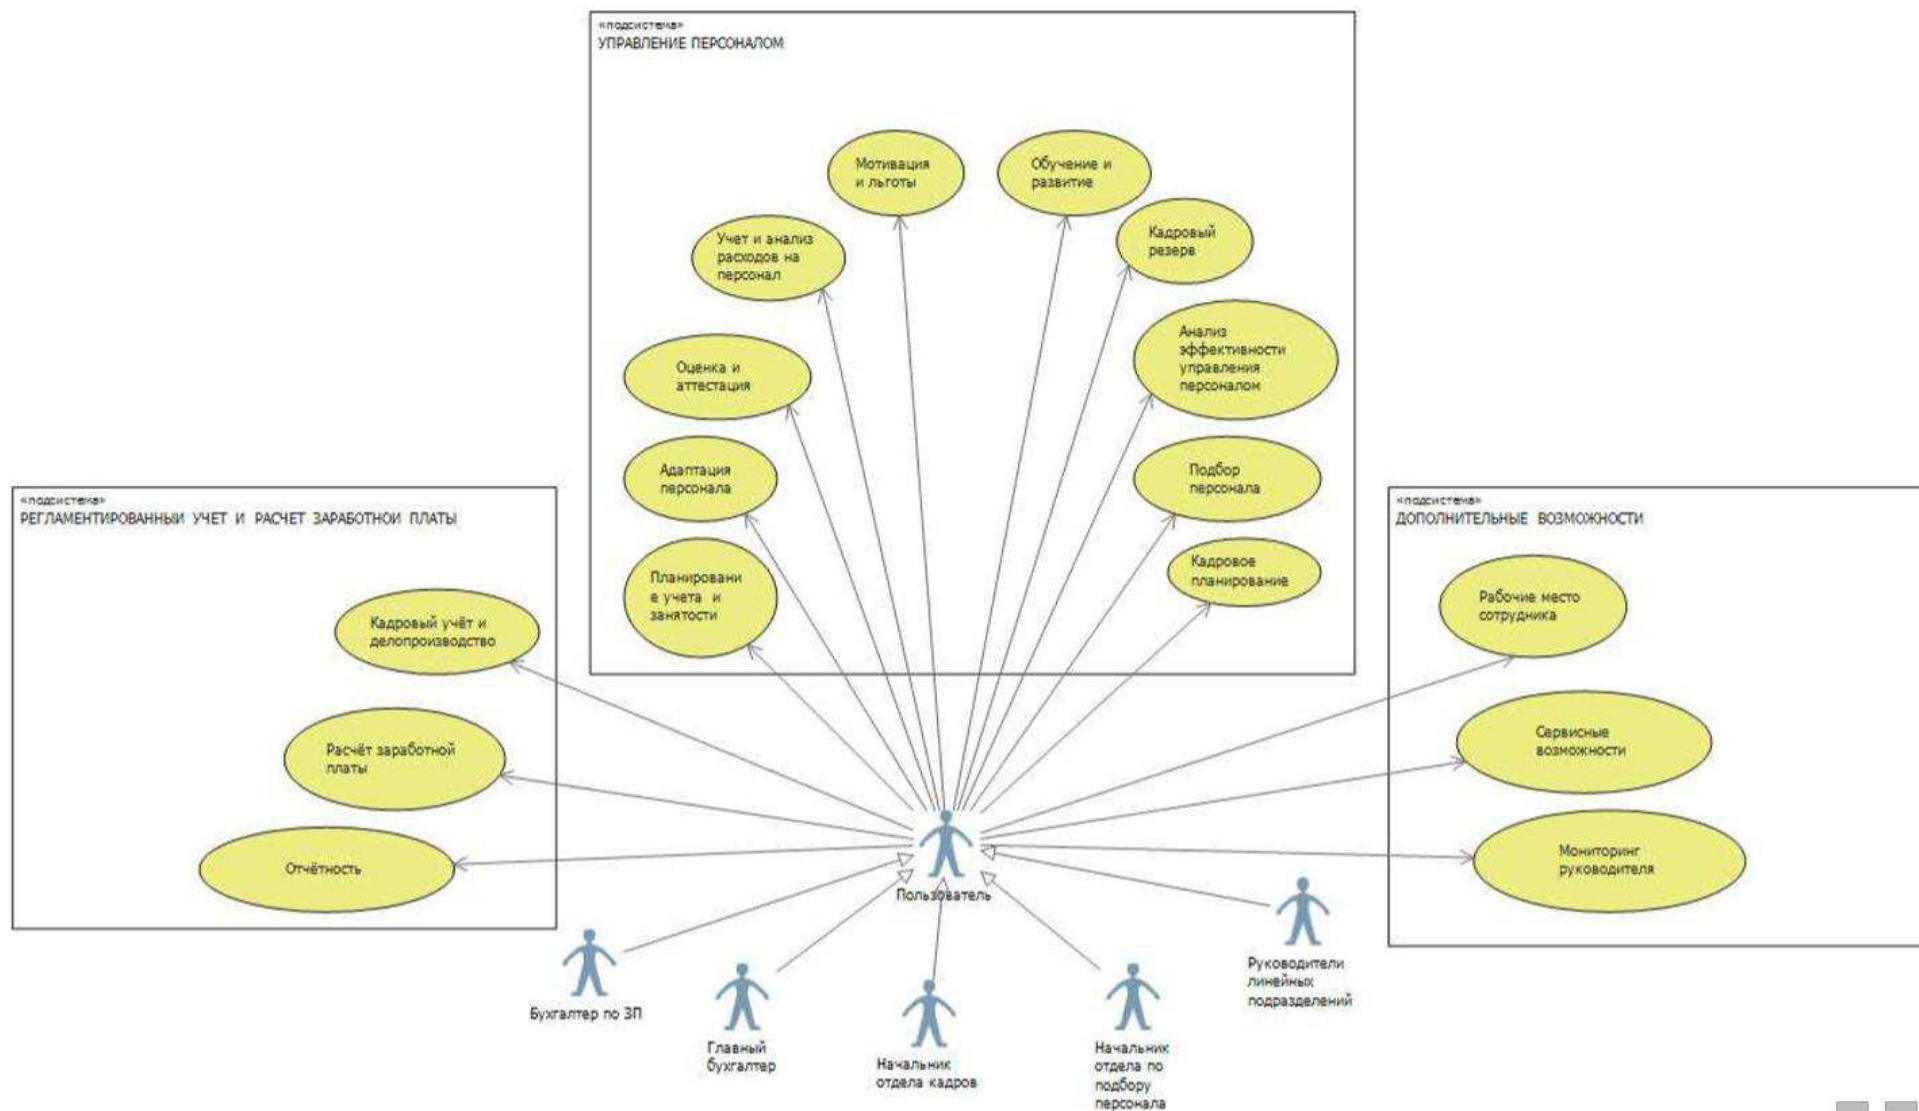 «подсистема»
УПРАВЛЕНИЕ ПЕРСОНАЛОМ
Мотивация
и льготы
Обучение и
развитие
Учет и анализ
расходов на
персонал
Кадровый
резерв
Оценка и
аттестация
Анализ
эффективности
управления
персоналом
Адаптация
персонала
Подбор
персонала
Планировани
е учета и
занятости
Кадровое
планирование
«подсистема»
РЕГЛАМЕНТИРОВАННЫЙ УЧЕТ И РАСЧЕТ ЗАРАБОТНОЙ ПЛАТЫ
Кадровый учёт и
делопроизводство
Расчёт заработной
платы
Отчётность
«подсистема»
ДОПОЛНИТЕЛЬНЫЕ ВОЗМОЖНОСТИ
Рабочие место
сотрудника
Сервисные
возможности
Мониторинг
руководителя
Пользователь
Бухгалтер по ЗП
Главный
бухгалтер
Начальник
отдела кадров
Начальник
отдела по
подбору
персонала
Руководители
линейных
подразделений